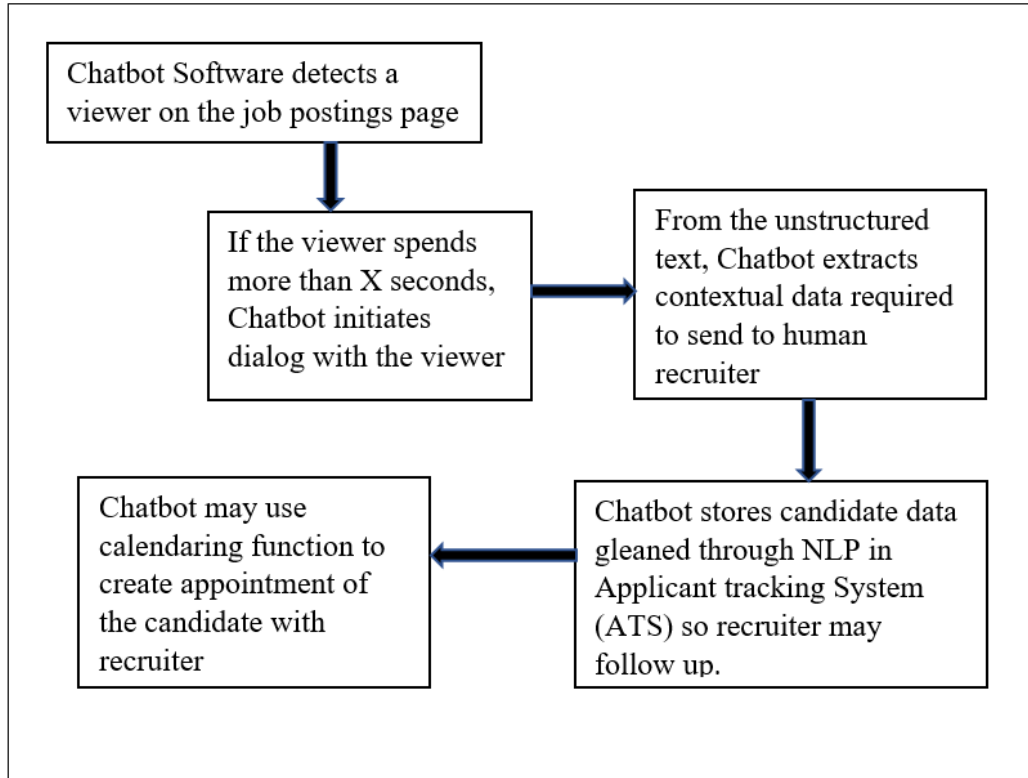 Chatbot Software detects a
viewer on the job postings page
If the viewer spends
more than X seconds,
Chatbot initiates
dialog with the viewer
From the unstructured
text, Chatbot extracts
contextual data required
to send to human
recruiter
Chatbot stores candidate data
gleaned through NLP in
Applicant tracking System
(ATS) so recruiter may
follow up.
Chatbot may use
calendaring function to
create appointment of
the candidate with
recruiter